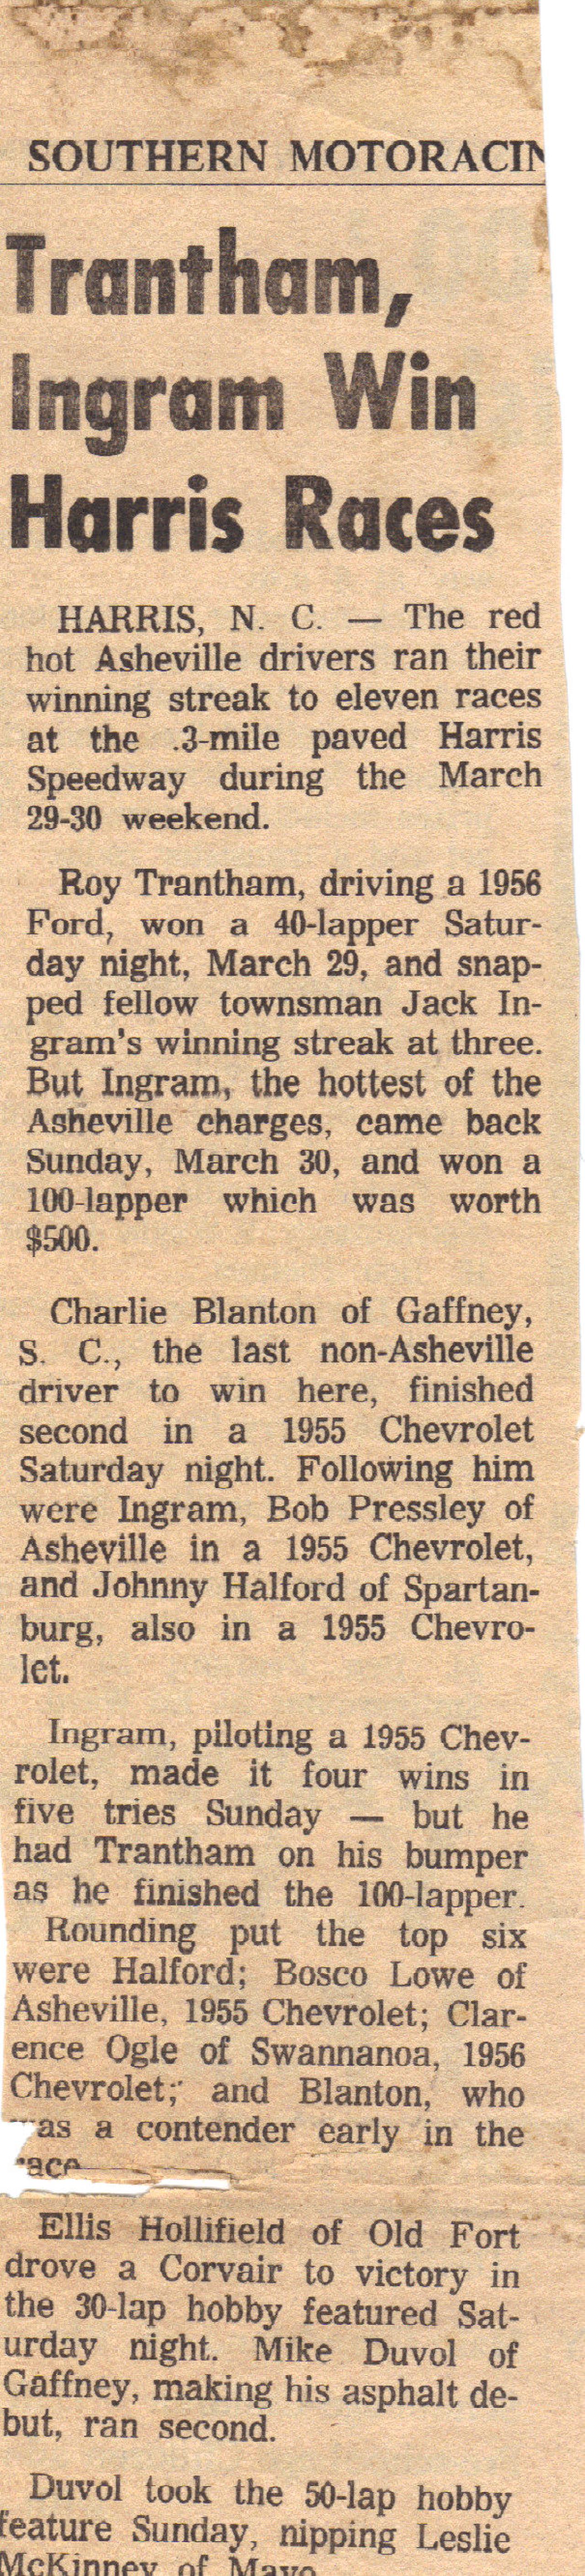 SOUTHERN MOTORACIN
Trantham,
Ingram Win
Harris Races
HARRIS, N. C. — The red
hot Asheville drivers ran their
winning streak to eleven races
at the .3-mile paved Harris
Speedway during the March
29-30 weekend.
Roy Trantham, driving a 1956
Ford, won a 40-lapper Satur-
day night, March 29, and snap-
ped fellow townsman Jack In-
gram's winning streak at three.
But Ingram, the hottest of the
Asheville charges, came back
Sunday, March 30, and won a
100-lapper which was worth
$500.
Charlie Blanton of Gaffney,
S. C., the last non-Asheville
driver to win here, finished
second in a 1955 Chevrolet
Saturday night. Following him
were Ingram, Bob Pressley of
Asheville in a 1955 Chevrolet,
and Johnny Halford of Spartan-
burg, also in a 1955 Chevro-
let.
Ingram, piloting a 1955 Chev-
rolet, made it four wins in
five tries Sunday — but he
had Trantham on his bumper
as he finished the 100-lapper.
Rounding put the top six
were Halford; Bosco Lowe of
Asheville, 1955 Chevrolet; Clar-
ence Ogle of Swannanoa, 1956
Chevrolet; and Blanton, who
was a contender early in the
race
Ellis Hollifield of Old Fort
drove a Corvair to victory in
the 30-lap hobby featured Sat-
urday night. Mike Duvol of
Gaffney, making his asphalt de-
but, ran second.
Duvol took the 50-lap hobby
feature Sunday, nipping Leslie
McKinney of Mayo